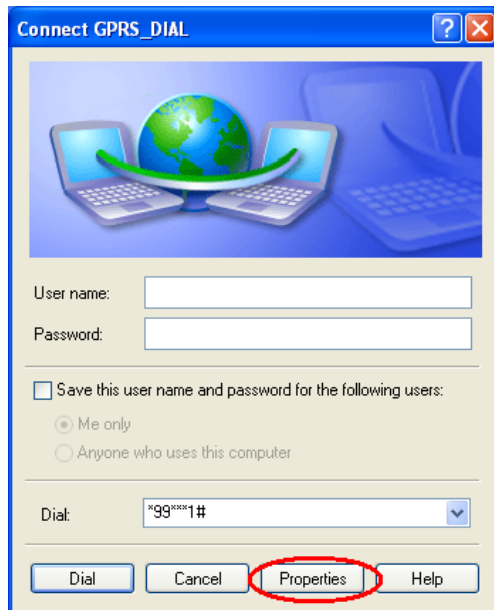 Connect GPRS_DIAL
User name:
Password:
Save this user name and password for the following users:
Me only
Anyone who uses this computer
Dial: *99***1#
Dial Cancel Properties Help